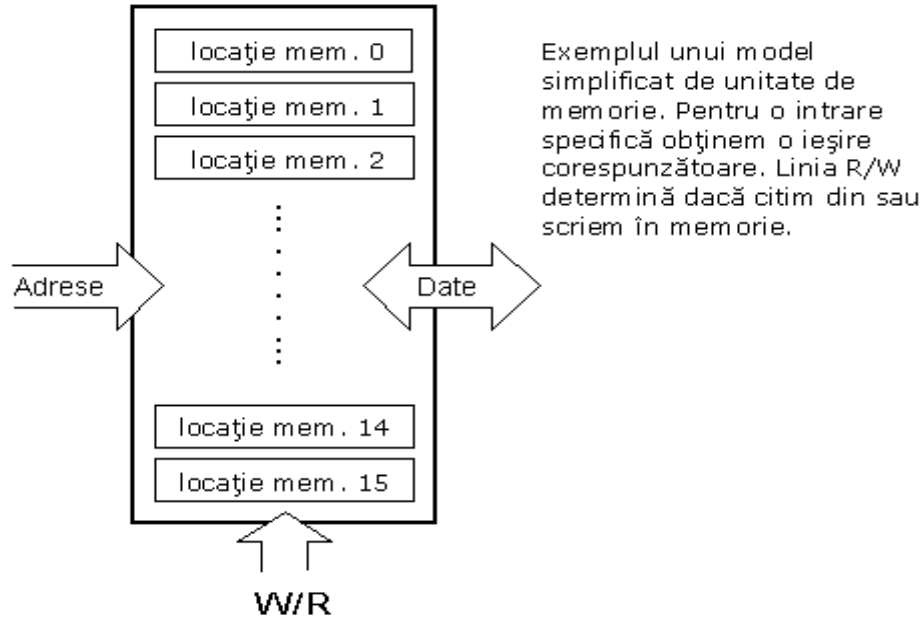 locaţie mem. 0
locaţie mem. 1
locaţie mem. 2
Adrese
Date
locaţie mem. 14
locaţie mem. 15
W/R
Exemplul unui model
simplificat de unitate de
memorie. Pentru o intrare
specifică obţinem o ieşire
corespunzătoare. Linia R/W
determină dacă citim din sau
scriem în memorie.